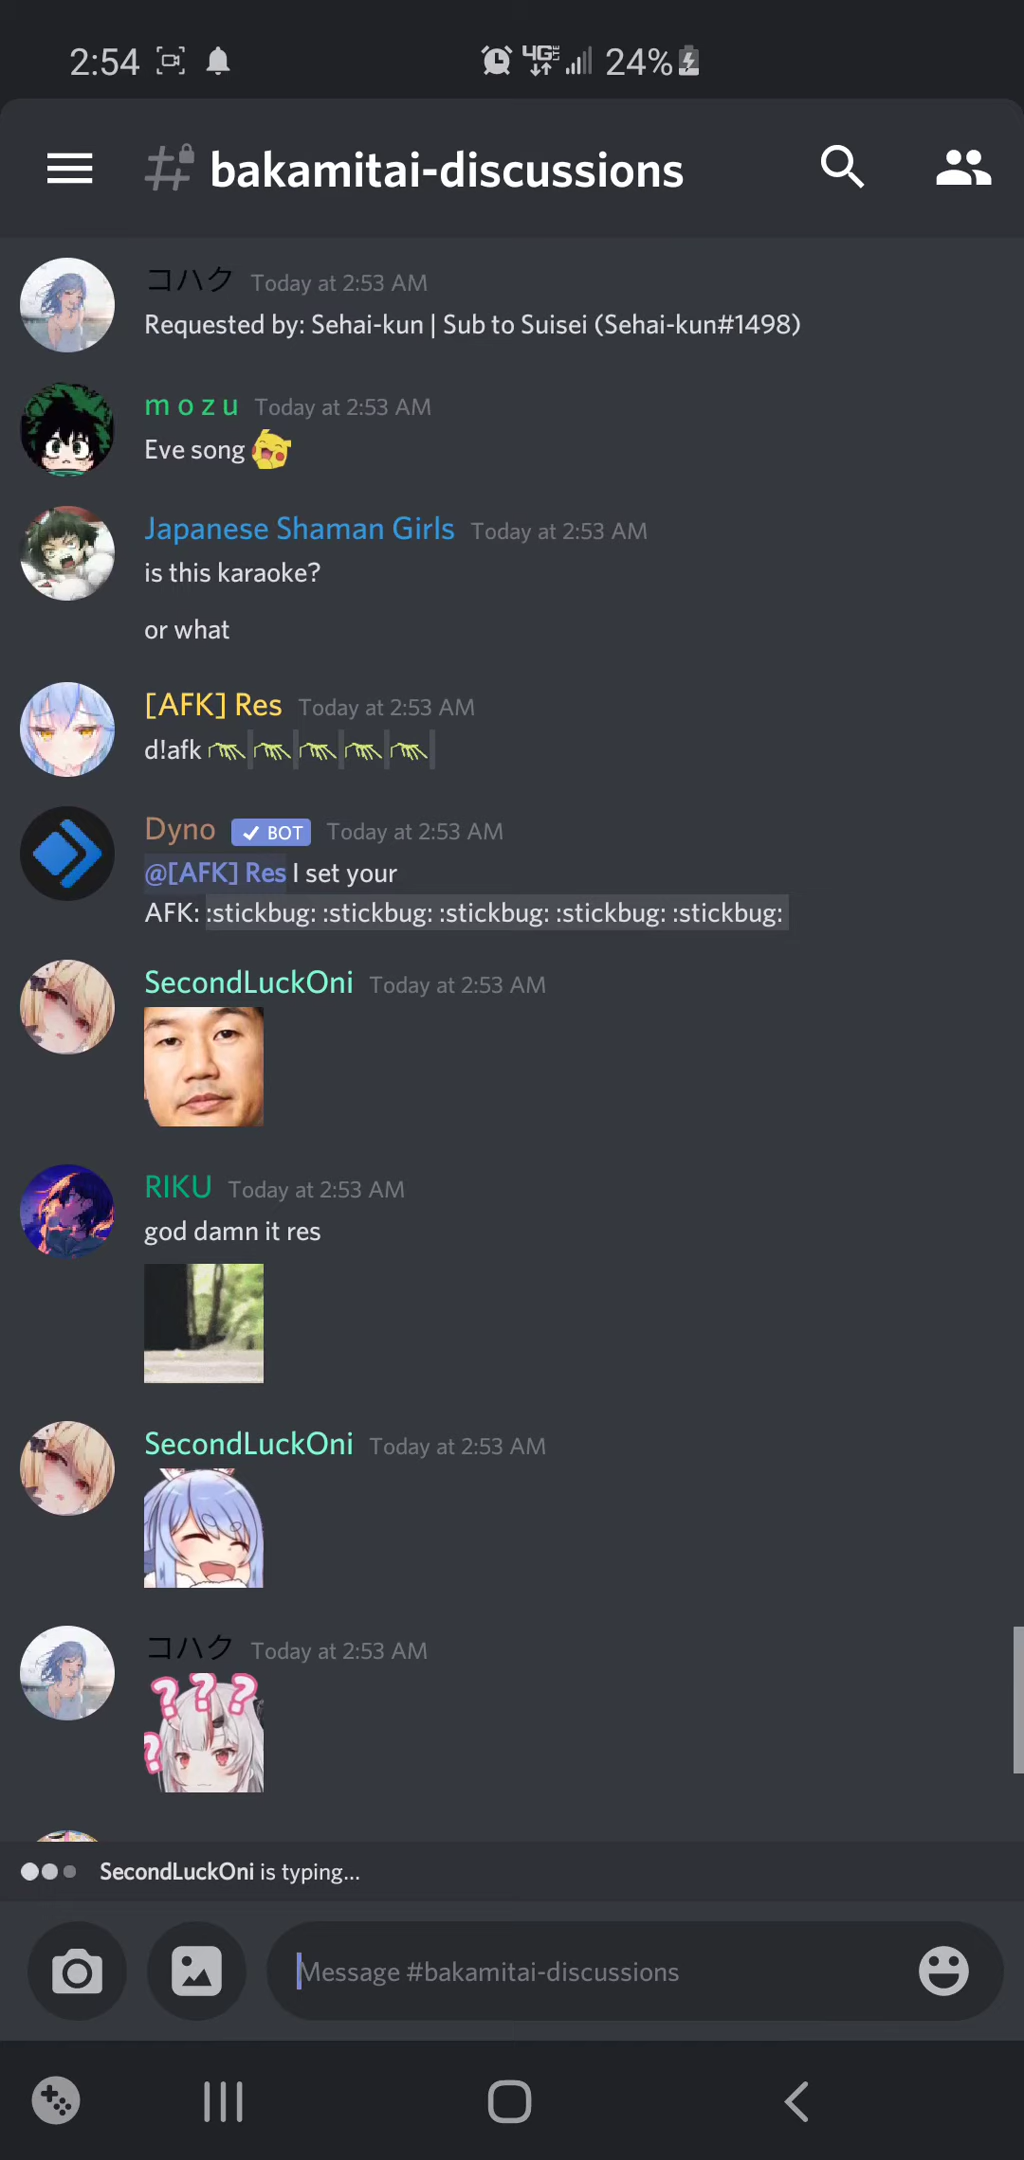 2:54 4G LTE 24%
bakamitai-discussions
コハク Today at 2:53 AM
Requested by: Sehai-kun | Sub to Suisei (Sehai-kun#1498)
m o z u Today at 2:53 AM
Eve song
Japanese Shaman Girls Today at 2:53 AM
is this karaoke?
or what
[AFK] Res Today at 2:53 AM
d!afk
Dyno BOT Today at 2:53 AM
@[AFK] Res I set your
AFK: :stickbug: :stickbug: :stickbug: :stickbug: :stickbug:
SecondLuckOni Today at 2:53 AM
RIKU Today at 2:53 AM
god damn it res
SecondLuckOni Today at 2:53 AM
コハク Today at 2:53 AM
? ? ?
?
SecondLuckOni is typing...
Message #bakamitai-discussions